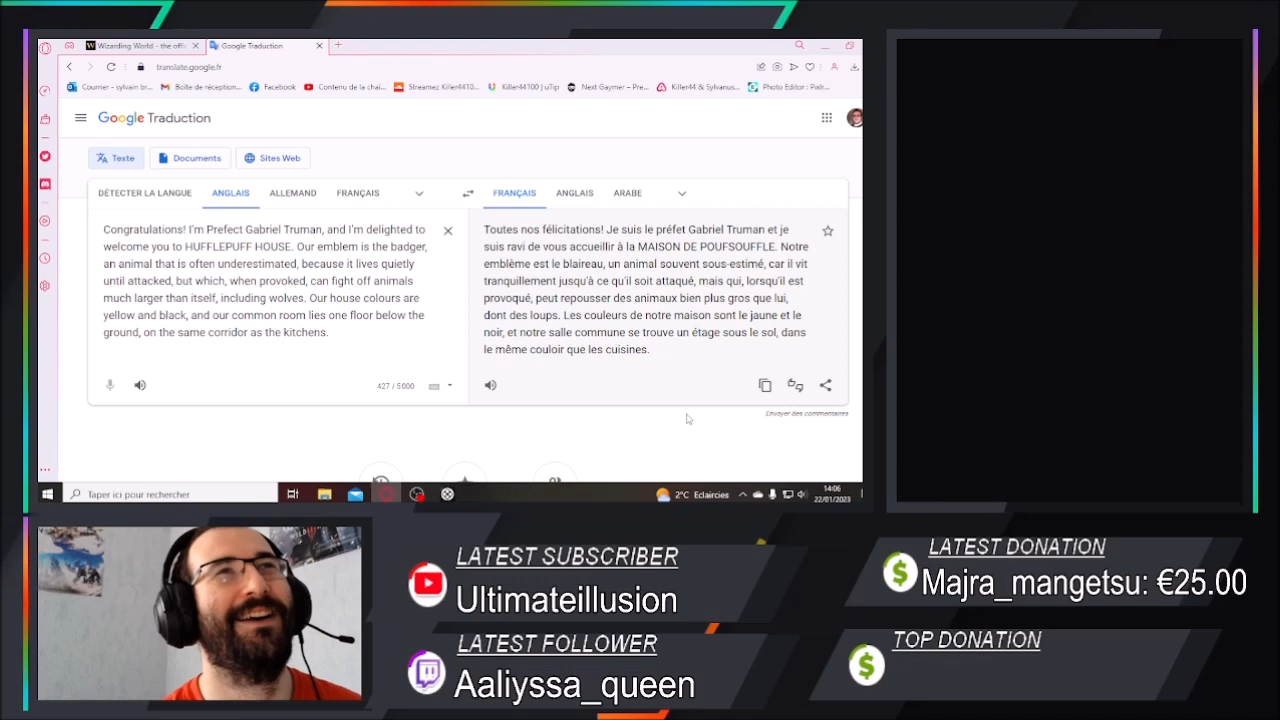 Wizarding World - the offi
Google Traduction
translate.google.fr
Courrier - sylvain br...
Boîte de réception...
Facebook
Contenu de la chaî...
Streamez Killer4410...
Killer44100 | uTip
Next Gaymer – Pre...
Killer44 & Sylvanus...
Photo Editor : Pixlr...
Google Traduction
Texte
Documents
Sites Web
DÉTECTER LA LANGUE
ANGLAIS
ALLEMAND
FRANÇAIS
FRANÇAIS
ANGLAIS
ARABE
Congratulations! I'm Prefect Gabriel Truman, and I'm delighted to
welcome you to HUFFLEPUFF HOUSE. Our emblem is the badger,
an animal that is often underestimated, because it lives quietly
until attacked, but which, when provoked, can fight off animals
much larger than itself, including wolves. Our house colours are
yellow and black, and our common room lies one floor below the
ground, on the same corridor as the kitchens.
427 / 5000
Toutes nos félicitations! Je suis le préfet Gabriel Truman et je
suis ravi de vous accueillir à la MAISON DE POUFSOUFFLE. Notre
emblème est le blaireau, un animal souvent sous-estimé, car il vit
tranquillement jusqu'à ce qu'il soit attaqué, mais qui, lorsqu'il est
provoqué, peut repousser des animaux bien plus gros que lui,
dont des loups. Les couleurs de notre maison sont le jaune et le
noir, et notre salle commune se trouve un étage sous le sol, dans
le même couloir que les cuisines.
Envoyer des commentaires
Taper ici pour rechercher
2°C Eclaircies
14:06
22/01/2023
LATEST SUBSCRIBER
Ultimateillusion
LATEST FOLLOWER
Aaliyssa_queen
LATEST DONATION
Majra_mangetsu: €25.00
TOP DONATION